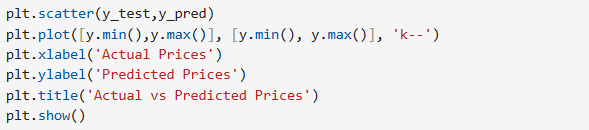 plt.scatter(y_test,y_pred)
plt.plot([y.min(),y.max()], [y.min(), y.max()], 'k--')
plt.xlabel('Actual Prices')
plt.ylabel('Predicted Prices')
plt.title('Actual vs Predicted Prices')
plt.show()